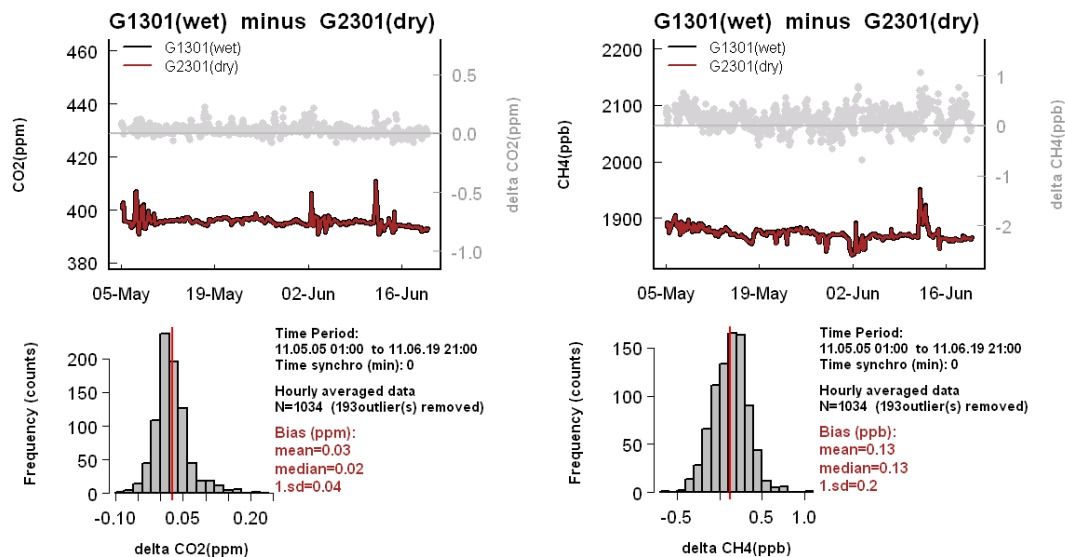 G1301(wet) minus G2301(dry)
G1301(wet)
G2301(dry)
CO2(ppm)
460
440
420
400
380
0.5
0.0
-0.5
-1.0
delta CO2(ppm)
05-May 19-May 02-Jun 16-Jun
G1301(wet) minus G2301(dry)
G1301(wet)
G2301(dry)
CH4(ppb)
2200
2100
2000
1900
1800
1
0
-1
-2
delta CH4(ppb)
05-May 19-May 02-Jun 16-Jun
Frequency (counts)
200
150
100
50
0
-0.10 0.05 0.20
delta CO2(ppm)
Time Period:
11.05.05 01:00 to 11.06.19 21:00
Time synchro (min): 0
Hourly averaged data
N=1034 (193outlier(s) removed)
Bias (ppm):
mean=0.03
median=0.02
1.sd=0.04
Frequency (counts)
150
100
50
0
-0.5 0.5 1.0
delta CH4(ppb)
Time Period:
11.05.05 01:00 to 11.06.19 21:00
Time synchro (min): 0
Hourly averaged data
N=1034 (193outlier(s) removed)
Bias (ppb):
mean=0.13
median=0.13
1.sd=0.2